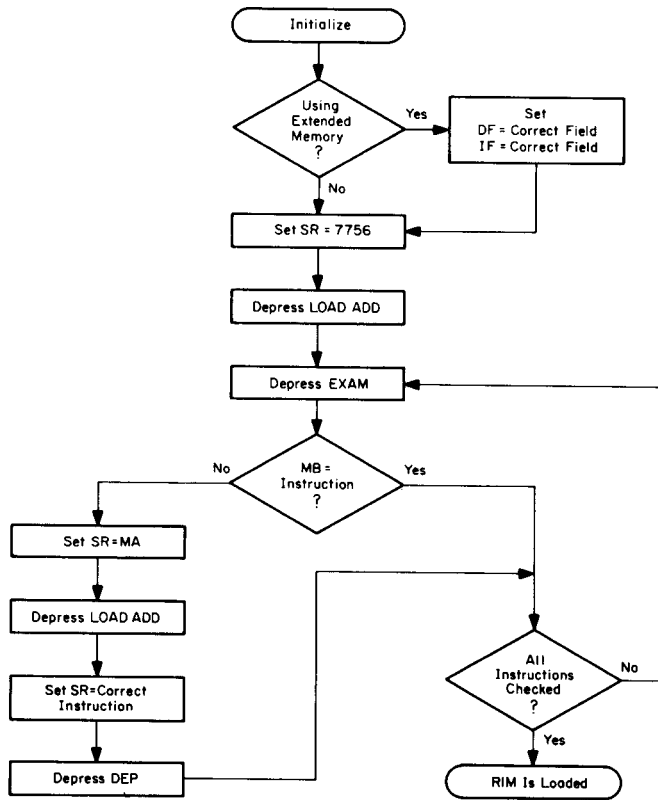 Initialize
Using
Extended
Memory
?
Yes
Set
DF = Correct Field
IF = Correct Field
No
Set SR = 7756
Depress LOAD ADD
Depress EXAM
MB =
Instruction
?
No
Yes
Set SR=MA
Depress LOAD ADD
Set SR=Correct
Instruction
Depress DEP
All
Instructions
Checked
?
No
Yes
RIM Is Loaded